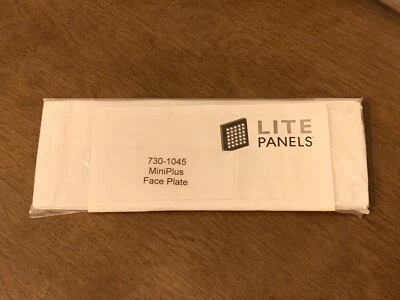 LITE
PANELS
730-1045
MiniPlus
Face Plate